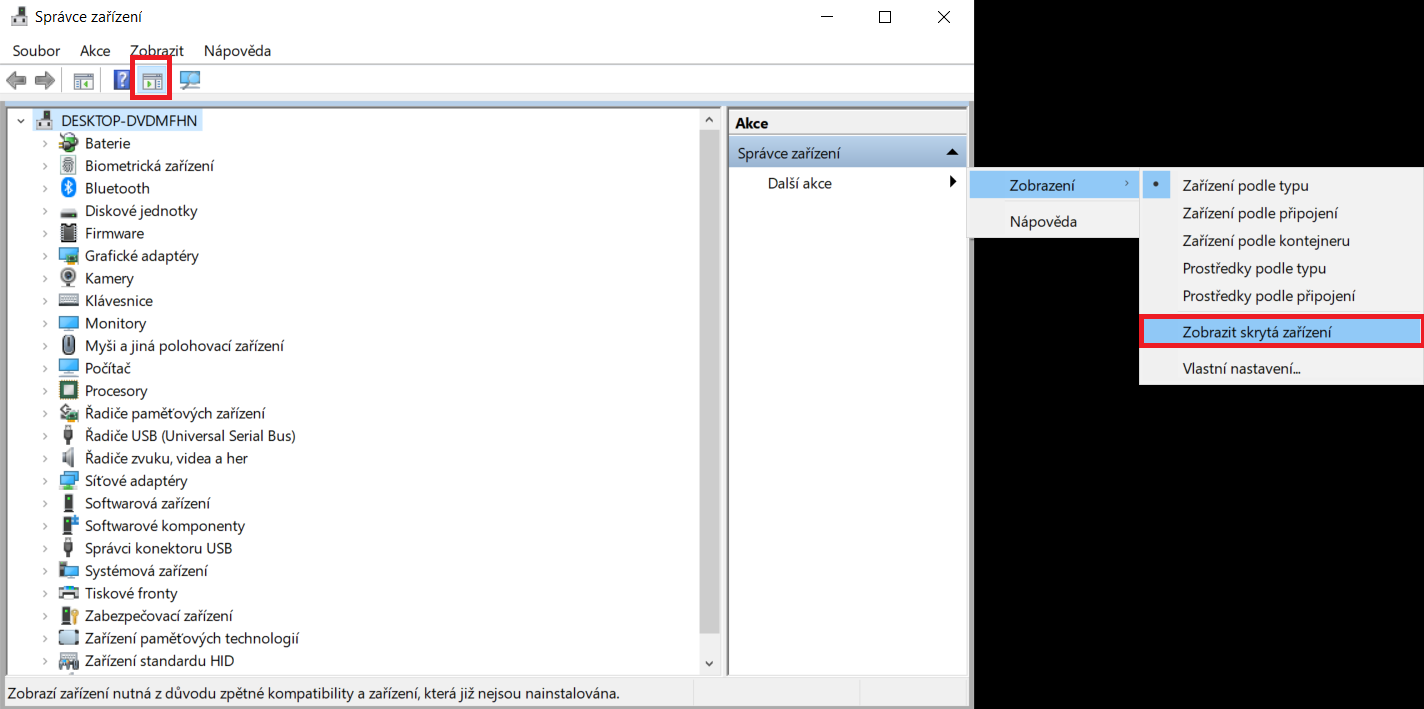 Správce zařízení
Soubor Akce Zobrazit Nápověda
?
DESKTOP-DVDMFHN
Baterie
Biometrická zařízení
Bluetooth
Diskové jednotky
Firmware
Grafické adaptéry
Kamery
Klávesnice
Monitory
Myši a jiná polohovací zařízení
Počítač
Procesory
Řadiče paměťových zařízení
Řadiče USB (Universal Serial Bus)
Řadiče zvuku, videa a her
Síťové adaptéry
Softwarová zařízení
Softwarové komponenty
Správci konektoru USB
Systémová zařízení
Tiskové fronty
Zabezpečovací zařízení
Zařízení paměťových technologií
Zařízení standardu HID
Akce
Správce zařízení
Další akce
Zobrazení
Nápověda
Zařízení podle typu
Zařízení podle připojení
Zařízení podle kontejneru
Prostředky podle typu
Prostředky podle připojení
Zobrazit skrytá zařízení
Vlastní nastavení...
Zobrazí zařízení nutná z důvodu zpětné kompatibility a zařízení, která již nejsou nainstalována.